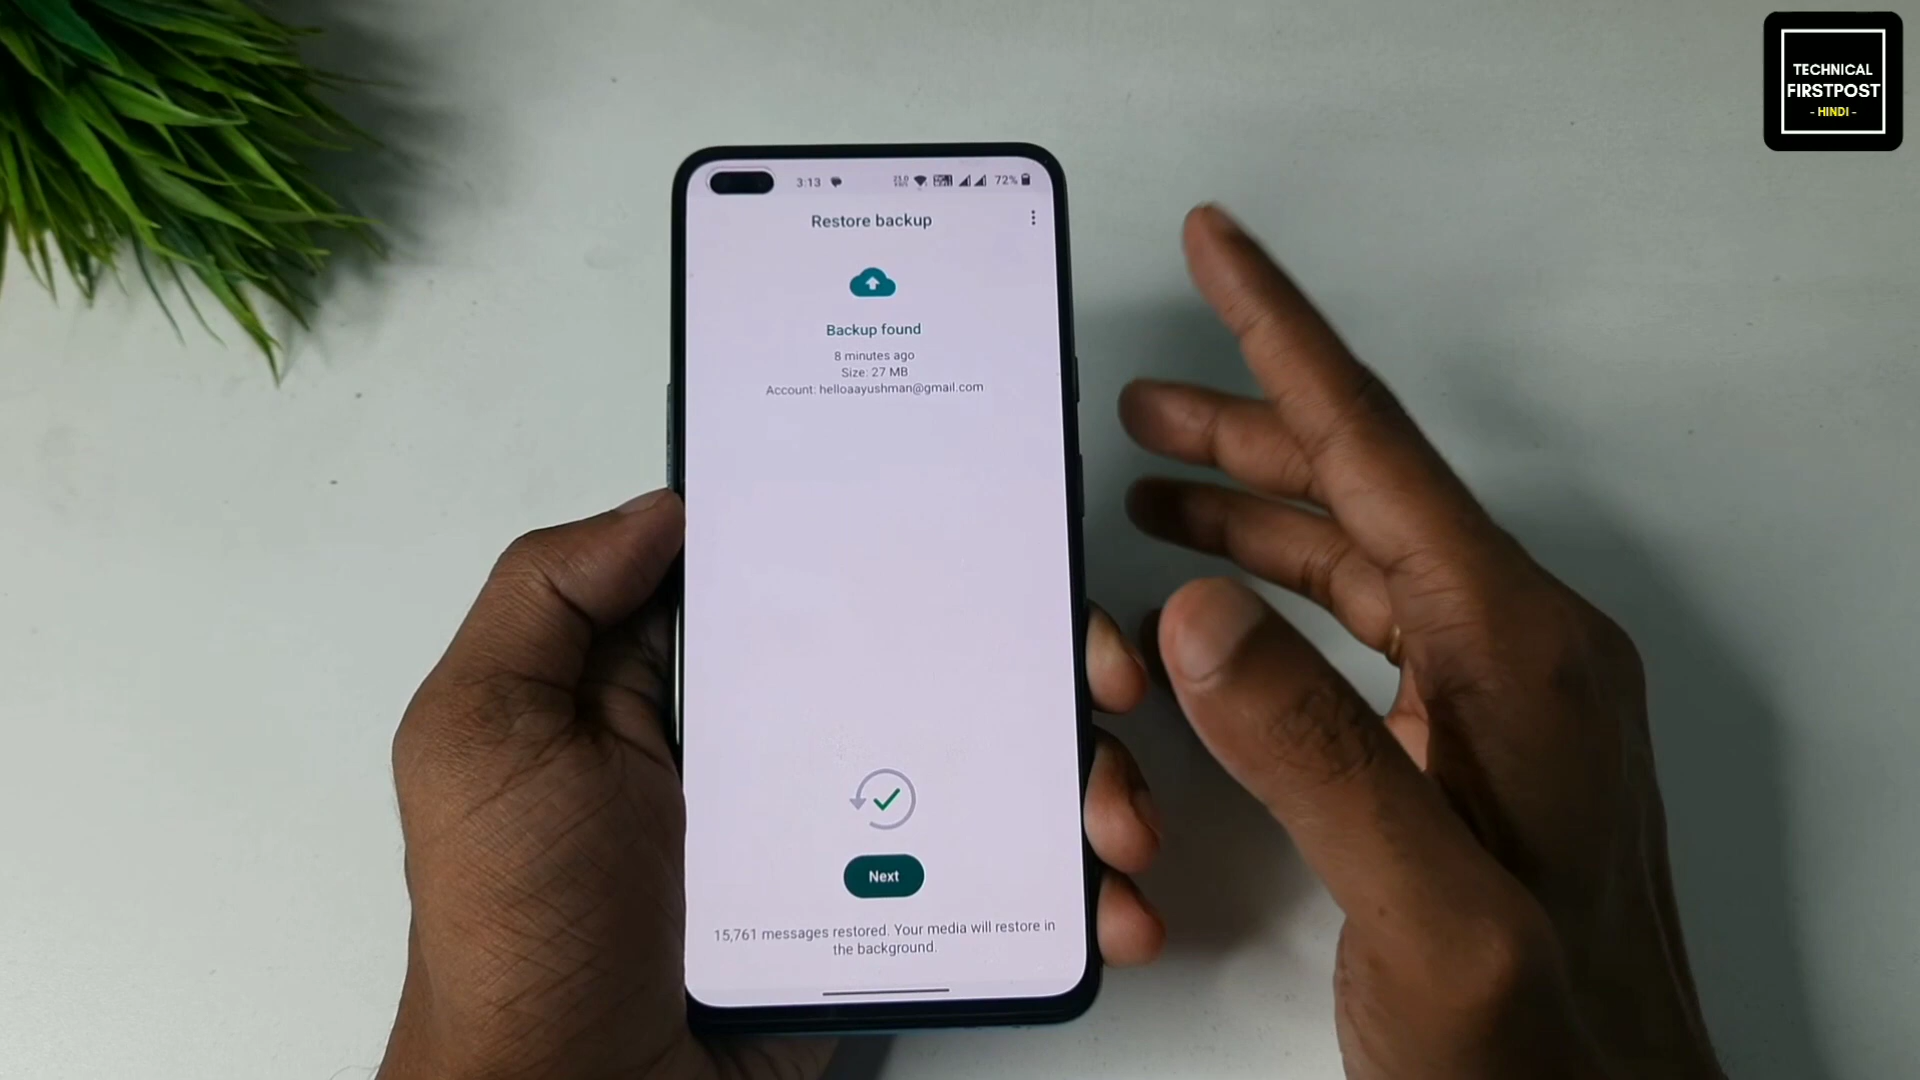 TECHNICAL
FIRSTPOST
- HINDI -
3:13
72%
Restore backup
Backup found
8 minutes ago
Size: 27 MB
Account: helloaayushman@gmail.com
Next
15,761 messages restored. Your media will restore in
the background.